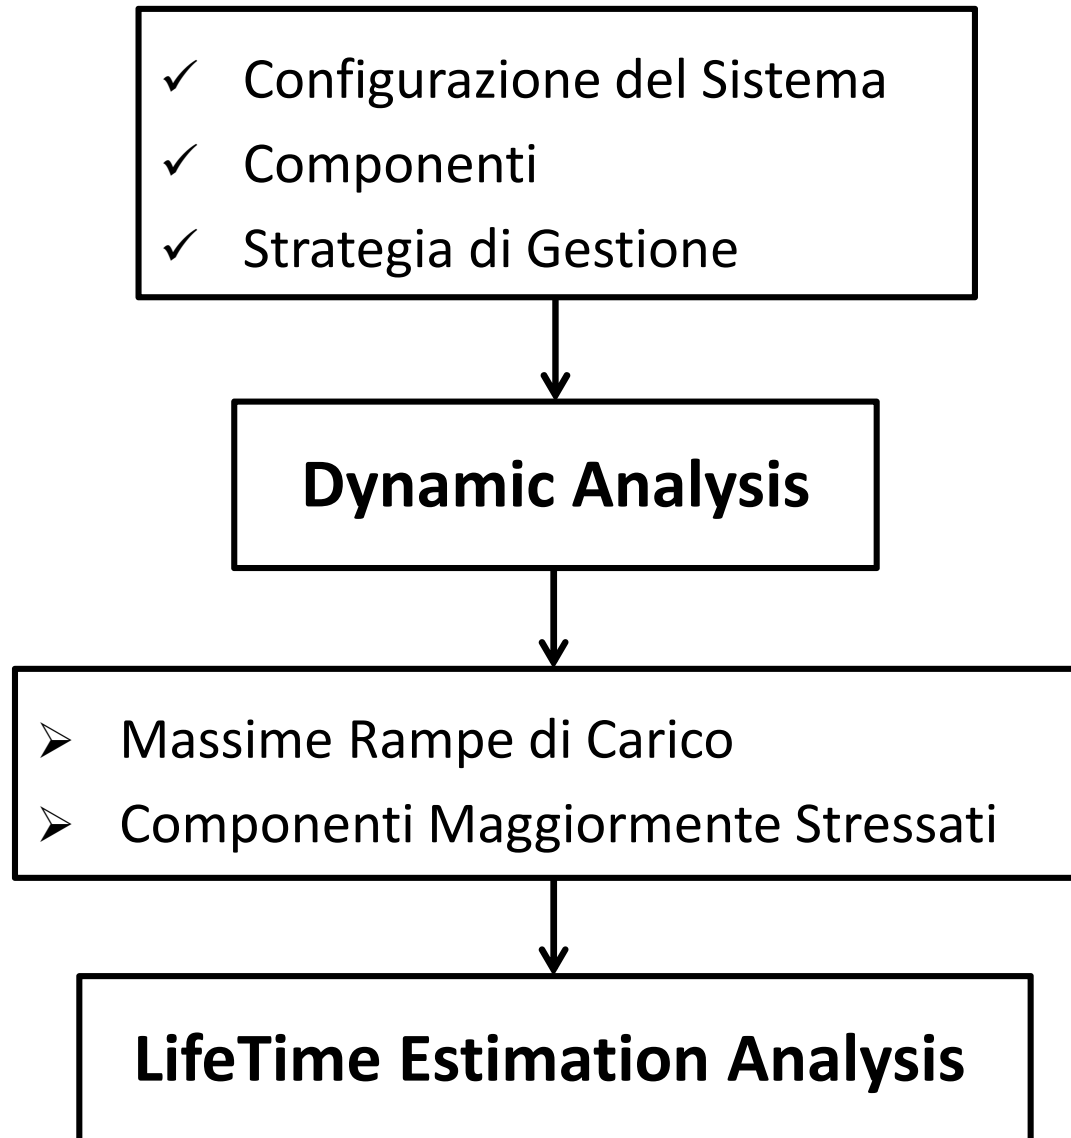 ✓ Configurazione del Sistema
✓ Componenti
✓ Strategia di Gestione
Dynamic Analysis
➢ Massime Rampe di Carico
➢ Componenti Maggiormente Stressati
LifeTime Estimation Analysis